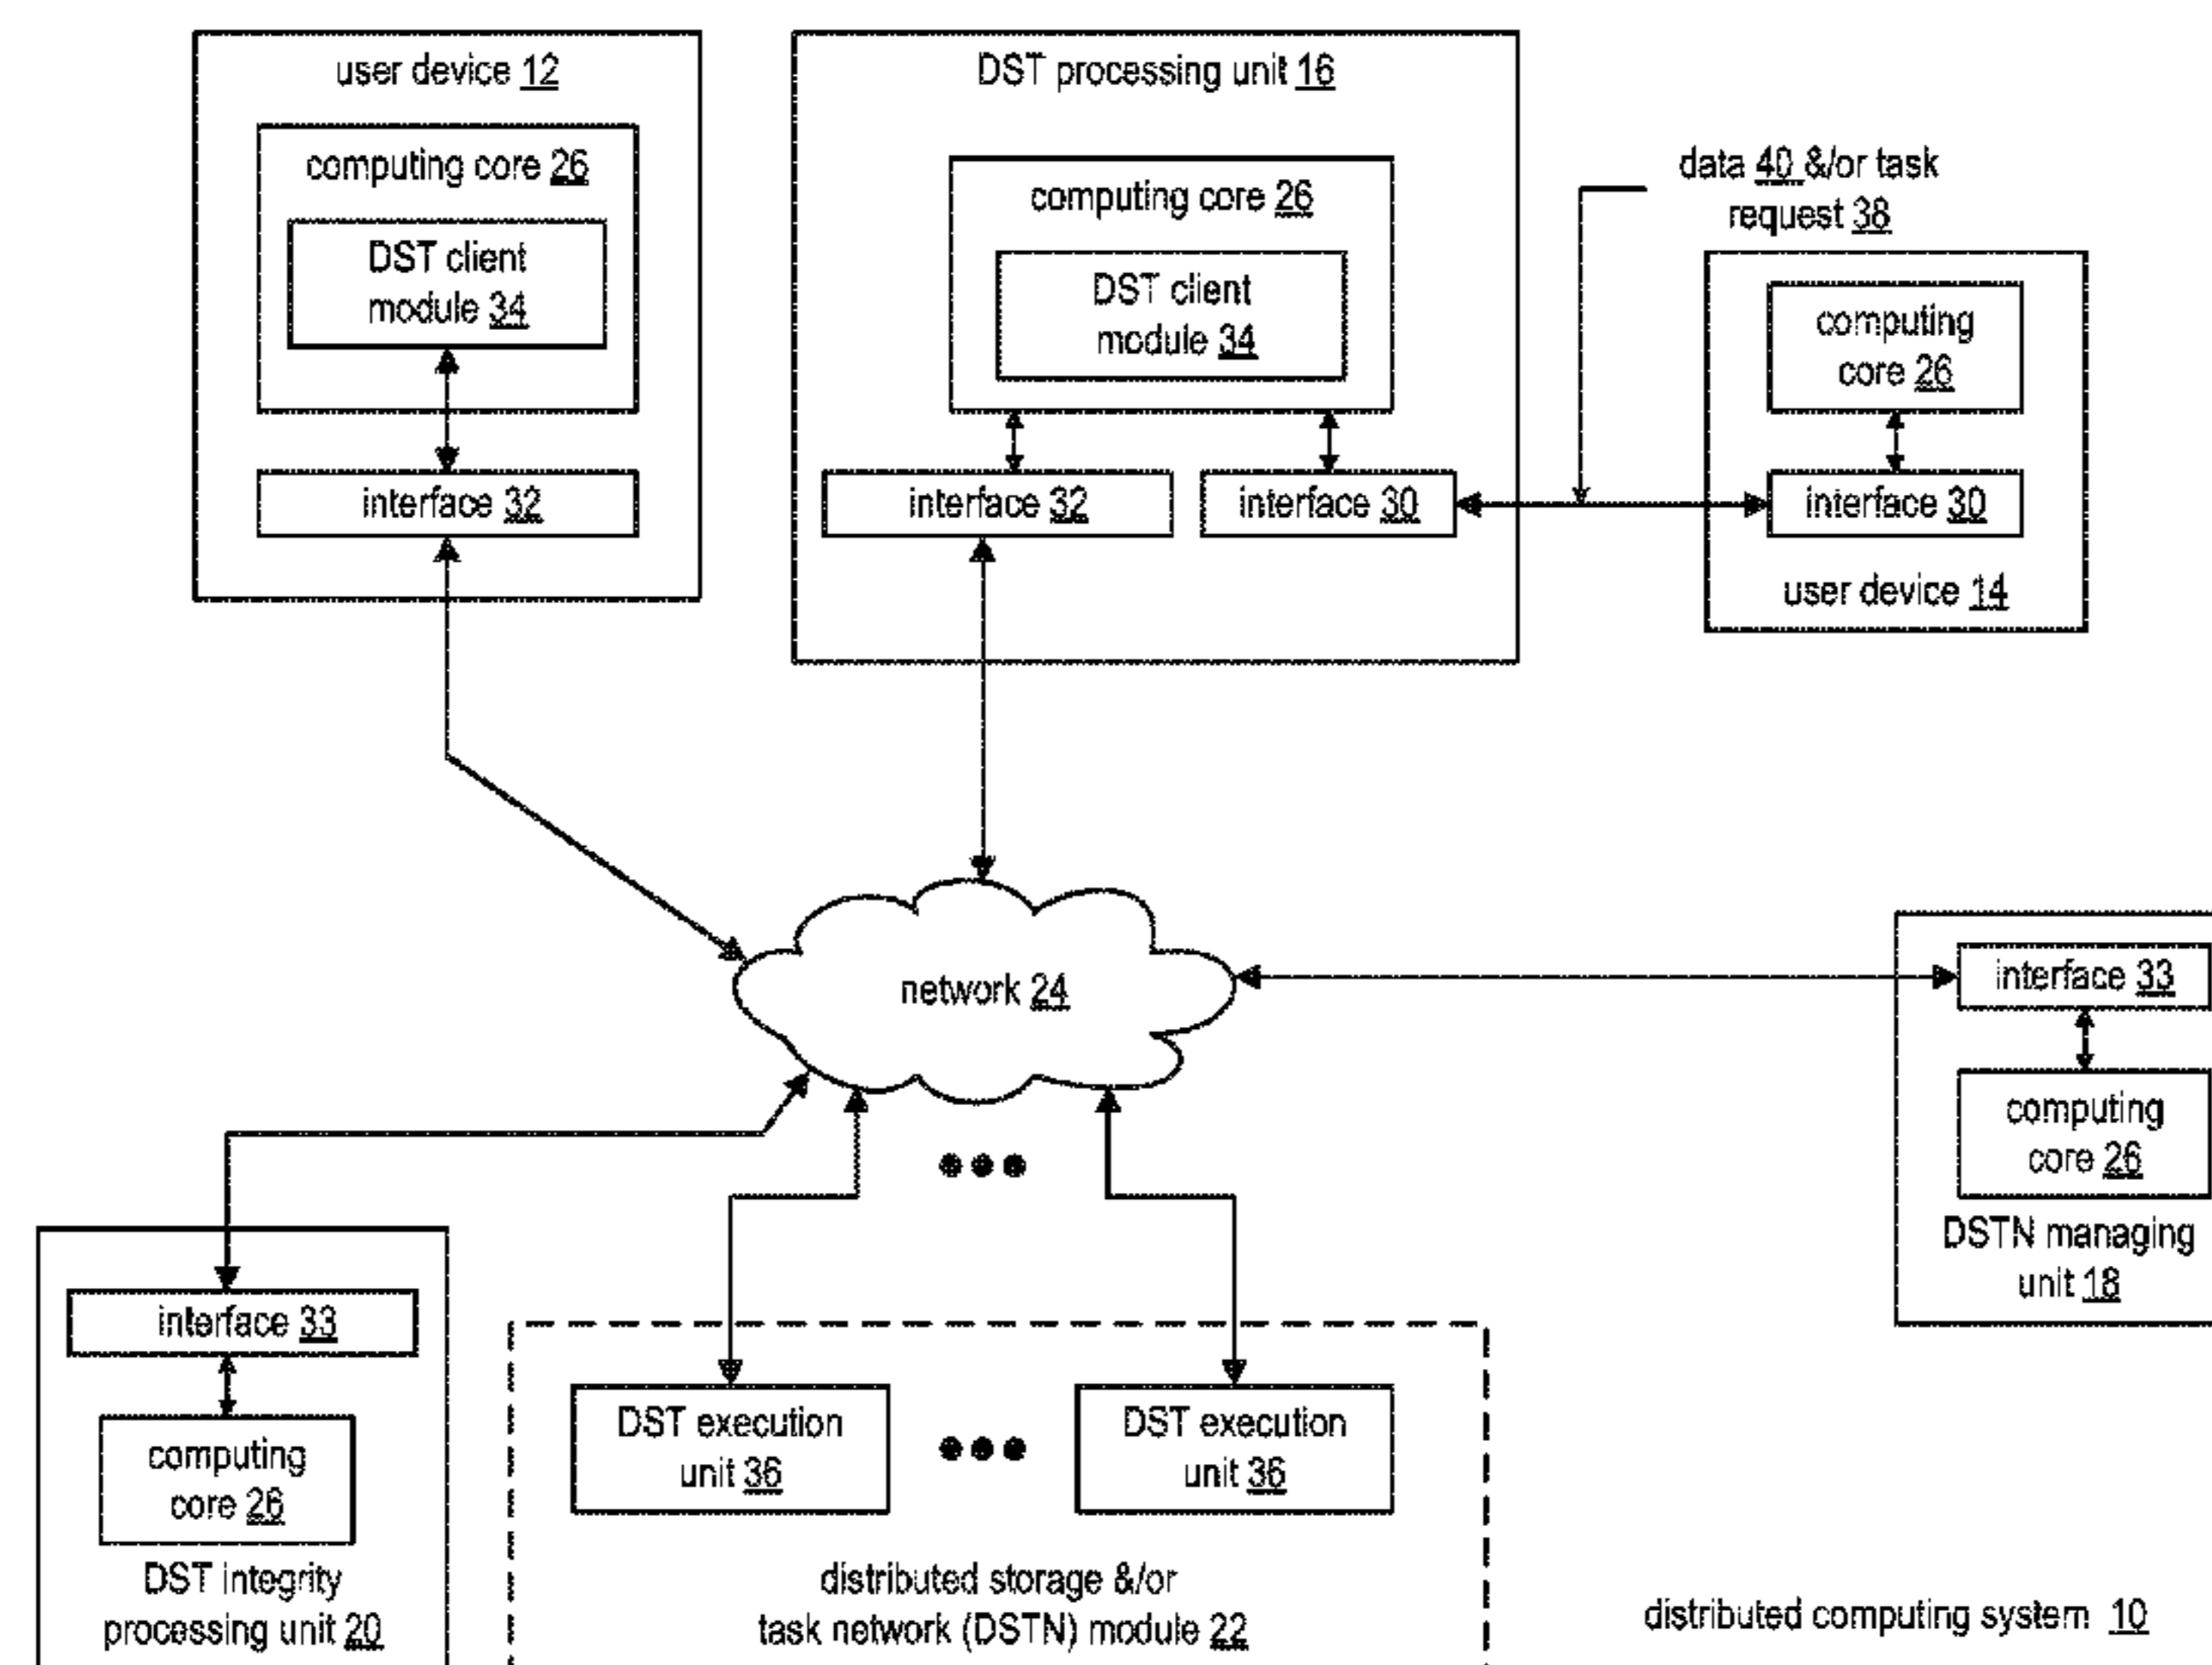 user device 12
computing core 26
DST client
module 34
interface 32
DST processing unit 16
computing core 26
DST client
module 34
interface 32
interface 30
data 40 &/or task
request 38
computing
core 26
interface 30
user device 14
network 24
interface 33
computing
core 26
DSTN managing
unit 18
interface 33
computing
core 26
DST integrity
processing unit 20
DST execution
unit 36
DST execution
unit 36
distributed storage &/or
task network (DSTN) module 22
distributed computing system 10